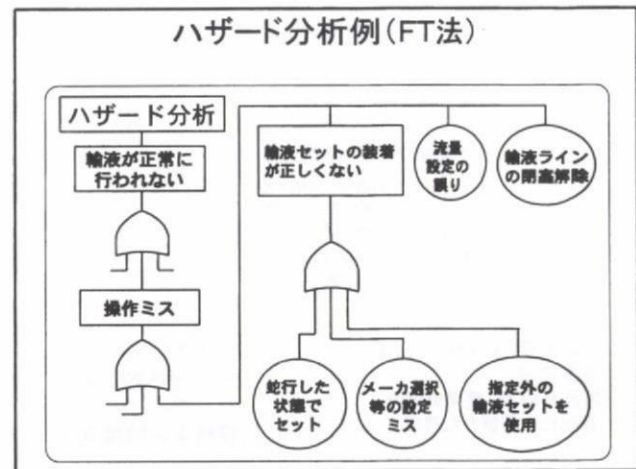 ハザード分析例(FT法)
ハザード分析
輸液が正常に
行われない
操作ミス
輸液セットの装着
が正しくない
流量
設定の
誤り
輸液ライン
の閉塞解除
蛇行した
状態で
セット
メーカ選択
等の設定
ミス
指定外の
輸液セットを
使用